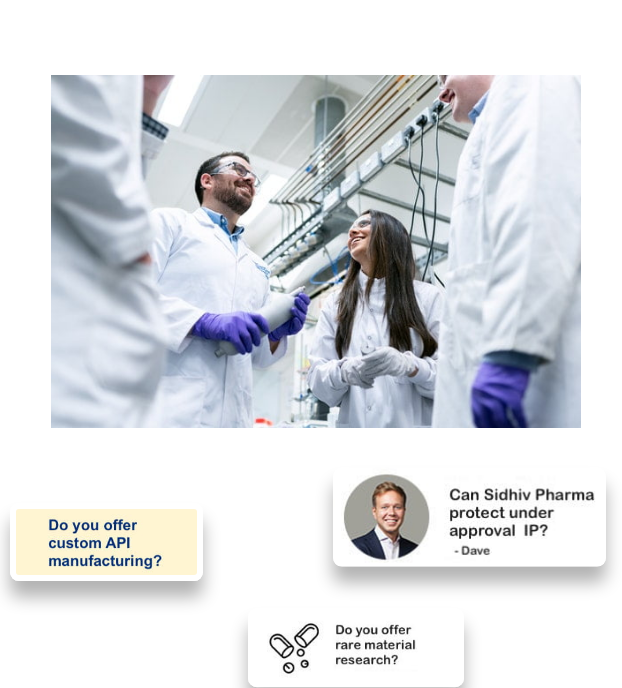 Do you offer
custom API
manufacturing?
Can Sidhiv Pharma
protect under
approval IP?
- Dave
Do you offer
rare material
research?